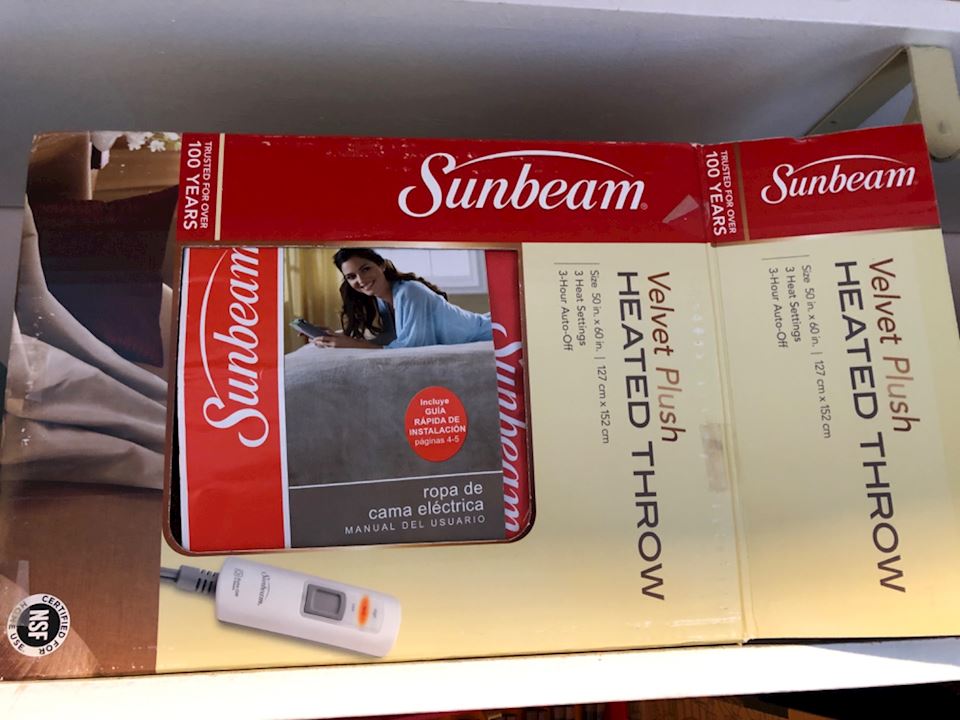 TRUSTED FOR OVER
100 YEARS
Sunbeam
TRUSTED FOR OVER
100 YEARS
Sunbeam
Sunbeam
Incluye
GUÍA
RÁPIDA DE
INSTALACIÓN
páginas 4-5
ropa de
cama eléctrica
MANUAL DEL USUARIO
Sunbeam
Velvet Plush
HEATED THROW
Size 50 in. x 60 in. | 127 cm x 152 cm
3 Heat Settings
3-Hour Auto-Off
Velvet Plush
HEATED THROW
Size 50 in. x 60 in. | 127 cm x 152 cm
3 Heat Settings
3-Hour Auto-Off
Sunbeam
CERTIFIED FOR
HOME USE
NSF